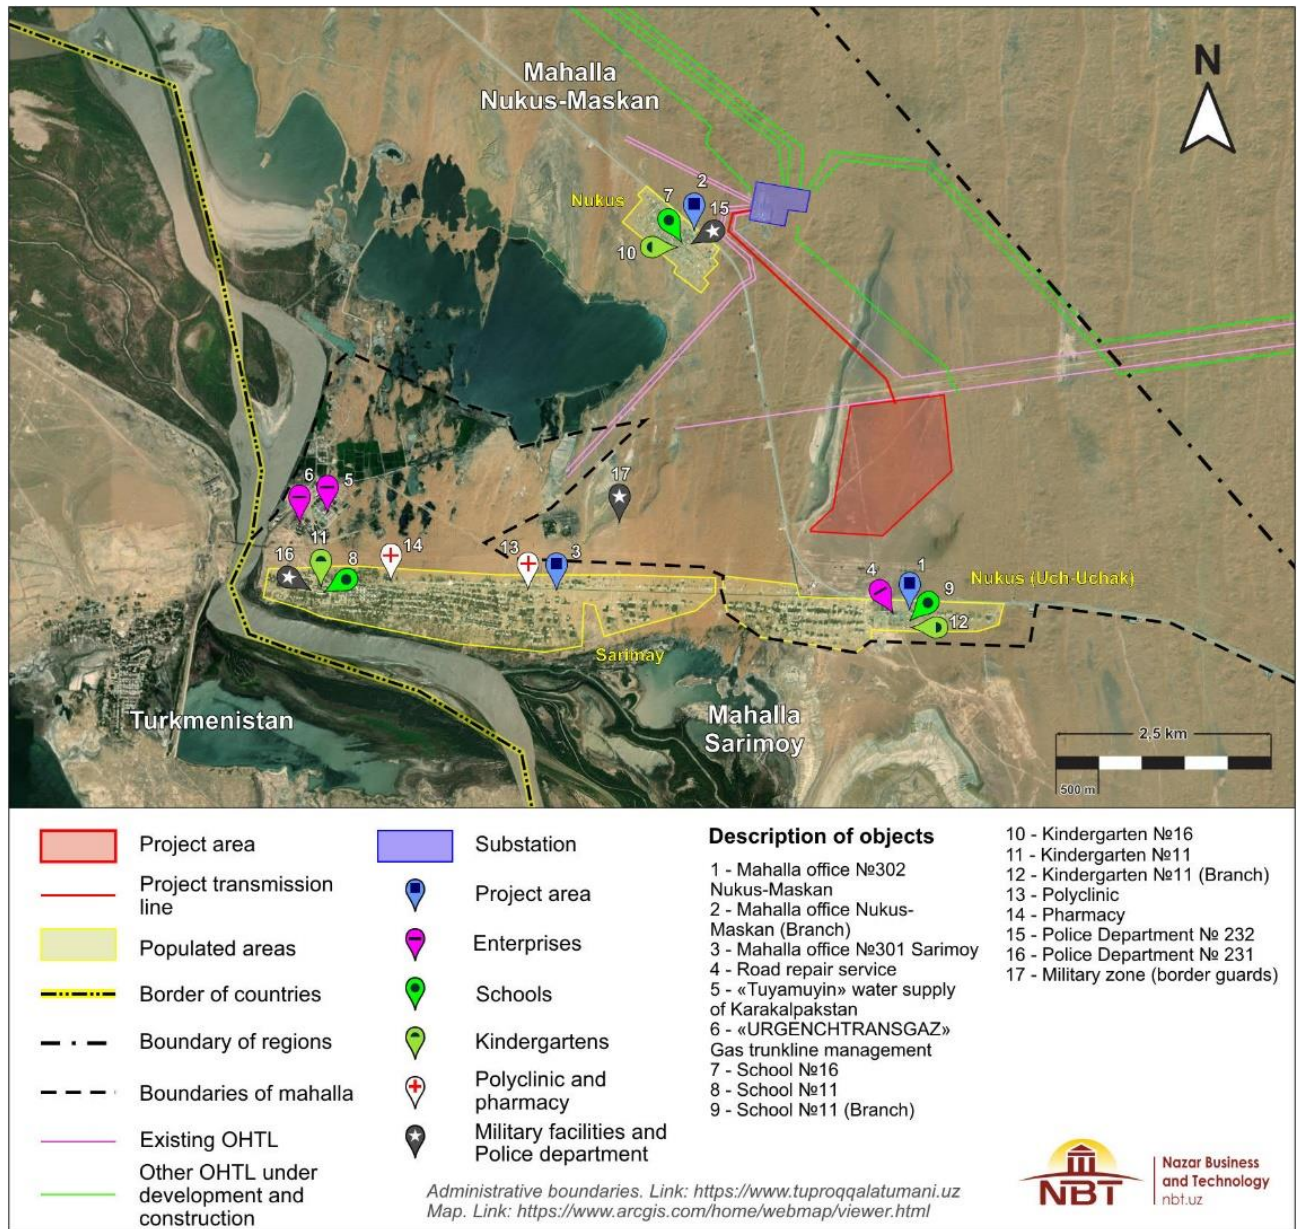 Mahalla
Nukus-Maskan
N
Nukus
2
7
15
10
6
5
17
16
11
8
14
13
3
4
1
9
12
Nukus (Uch-Uchak)
Sarimay
Turkmenistan
Mahalla
Sarimoy
2,5 km
500 m
Project area
Project transmission
line
Populated areas
Border of countries
Boundary of regions
Boundaries of mahalla
Existing OHTL
Other OHTL under
development and
construction
Substation
Project area
Enterprises
Schools
Kindergartens
Polyclinic and
pharmacy
Military facilities and
Police department
Description of objects
1 - Mahalla office №302
Nukus-Maskan
2 - Mahalla office Nukus-
Maskan (Branch)
3 - Mahalla office №301 Sarimoy
4 - Road repair service
5 - «Tuyamuyin» water supply
of Karakalpakstan
6 - «URGENCHTRANSGAZ»
Gas trunkline management
7 - School №16
8 - School №11
9 - School №11 (Branch)
10 - Kindergarten №16
11 - Kindergarten №11
12 - Kindergarten №11 (Branch)
13 - Polyclinic
14 - Pharmacy
15 - Police Department № 232
16 - Police Department № 231
17 - Military zone (border guards)
Administrative boundaries. Link: https://www.tuproqqalatumani.uz
Map. Link: https://www.arcgis.com/home/webmap/viewer.html
NBT
Nazar Business
and Technology
nbt.uz